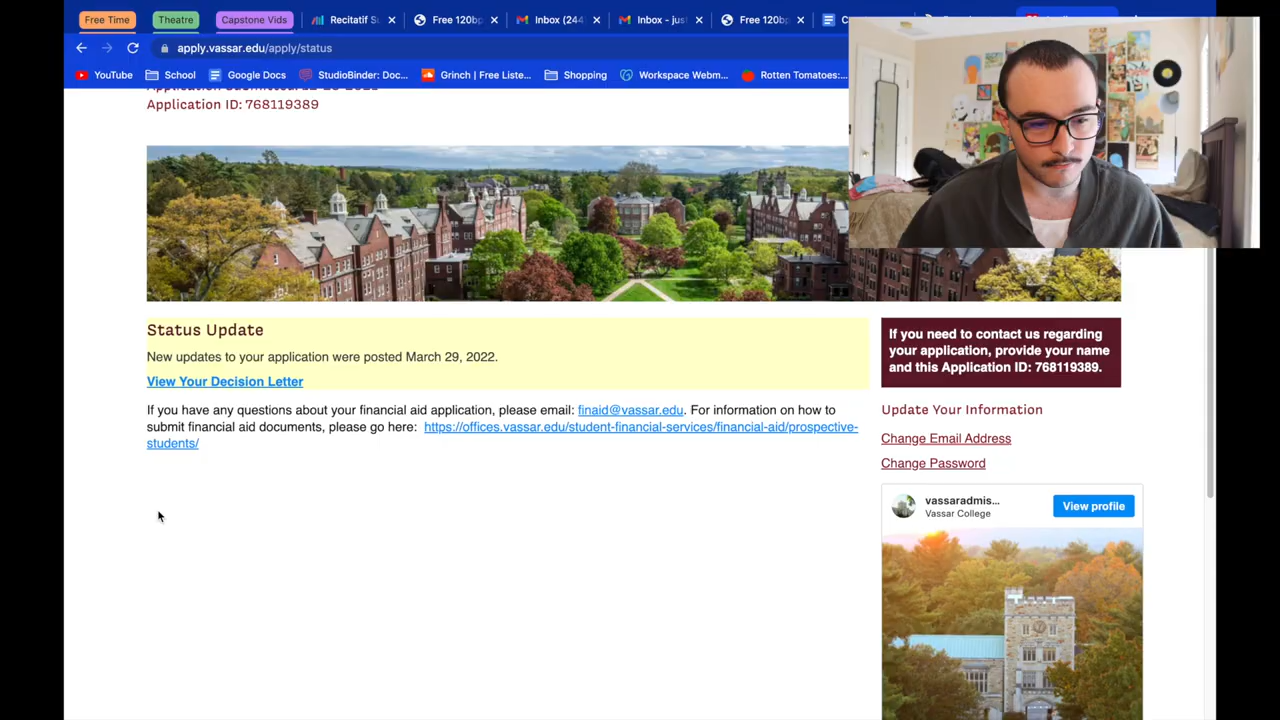 Free Time
Theatre
Capstone Vids
Recitatif Su
Free 120bp
Inbox (244
Inbox - jus
Free 120bp
C
apply.vassar.edu/apply/status
YouTube
School
Google Docs
StudioBinder: Doc...
Grinch | Free Liste...
Shopping
Workspace Webm...
Rotten Tomatoes:...
Application ID: 768119389
Status Update
New updates to your application were posted March 29, 2022.
View Your Decision Letter
If you have any questions about your financial aid application, please email: finaid@vassar.edu. For information on how to
submit financial aid documents, please go here: https://offices.vassar.edu/student-financial-services/financial-aid/prospective-
students/
If you need to contact us regarding
your application, provide your name
and this Application ID: 768119389.
Update Your Information
Change Email Address
Change Password
vassaradmis...
Vassar College
View profile